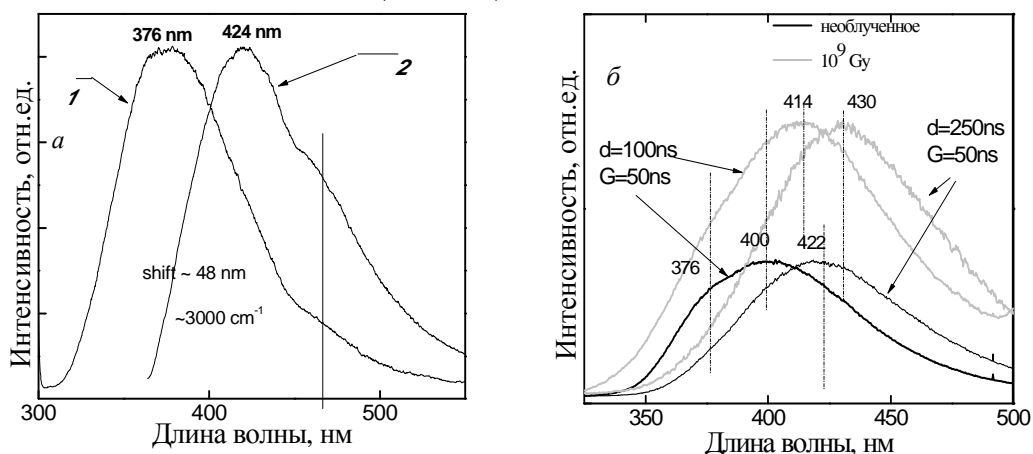 376 nm 424 nm
1
2
а
shift ~ 48 nm
~3000 cm⁻¹
Интенсивность, отн.ед.
300 400 500
Длина волны, нм
необлученное
10⁹ Gy
б
414 430
d=100ns
G=50ns
d=250ns
G=50ns
376 400 422
Интенсивность, отн.ед.
350 400 450 500
Длина волны, нм